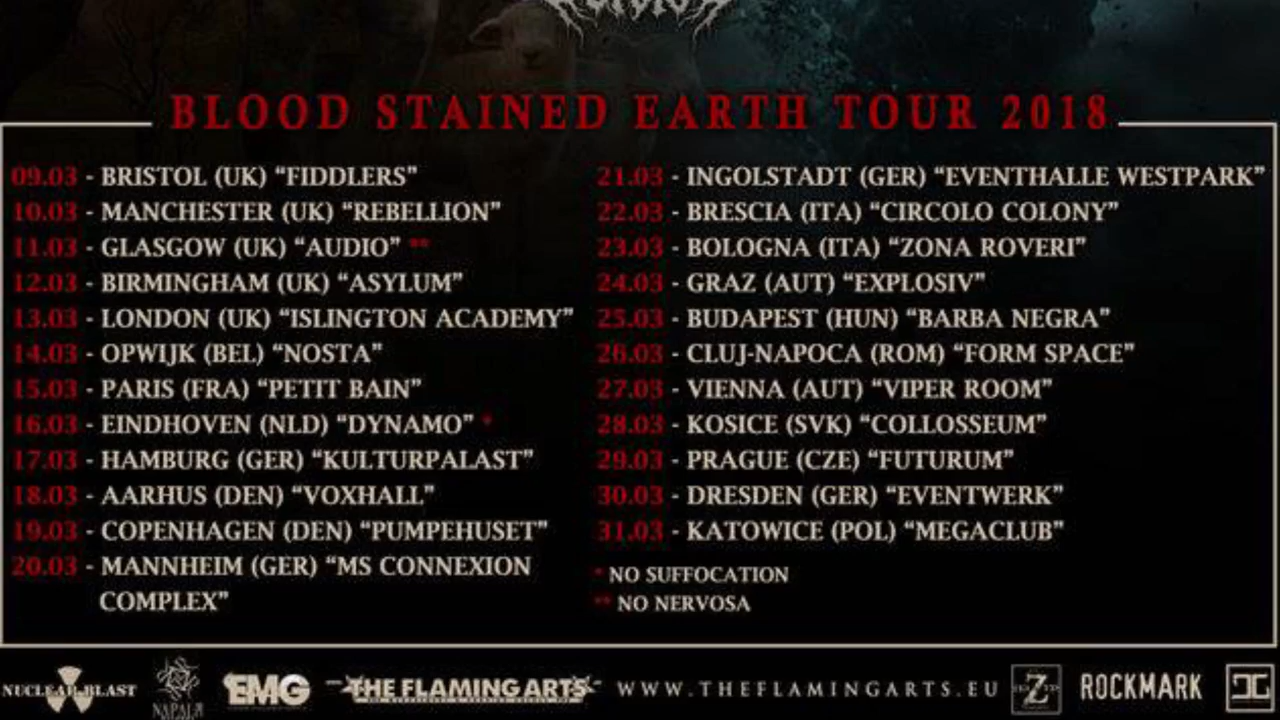 BLOOD STAINED EARTH TOUR 2018
09.03 - BRISTOL (UK) “FIDDLERS”
10.03 - MANCHESTER (UK) “REBELLION”
11.03 - GLASGOW (UK) “AUDIO” **
12.03 - BIRMINGHAM (UK) “ASYLUM”
13.03 - LONDON (UK) “ISLINGTON ACADEMY”
14.03 - OPWIJK (BEL) “NOSTA”
15.03 - PARIS (FRA) “PETIT BAIN”
16.03 - EINDHOVEN (NLD) “DYNAMO” *
17.03 - HAMBURG (GER) “KULTURPALAST”
18.03 - AARHUS (DEN) “VOXHALL”
19.03 - COPENHAGEN (DEN) “PUMPEHUSET”
20.03 - MANNHEIM (GER) “MS CONNEXION
COMPLEX”
21.03 - INGOLSTADT (GER) “EVENTHALLE WESTPARK”
22.03 - BRESCIA (ITA) “CIRCOLO COLONY”
23.03 - BOLOGNA (ITA) “ZONA ROVERI”
24.03 - GRAZ (AUT) “EXPLOSIV”
25.03 - BUDAPEST (HUN) “BARBA NEGRA”
26.03 - CLUJ-NAPOCA (ROM) “FORM SPACE”
27.03 - VIENNA (AUT) “VIPER ROOM”
28.03 - KOSICE (SVK) “COLLOSSEUM”
29.03 - PRAGUE (CZE) “FUTURUM”
30.03 - DRESDEN (GER) “EVENTWERK”
31.03 - KATOWICE (POL) “MEGACLUB”
* NO SUFFOCATION
** NO NERVOSA
NUCLEAR BLAST NAPALM EMG THE FLAMING ARTS WWW.THEFLAMINGARTS.EU ROCKMARK